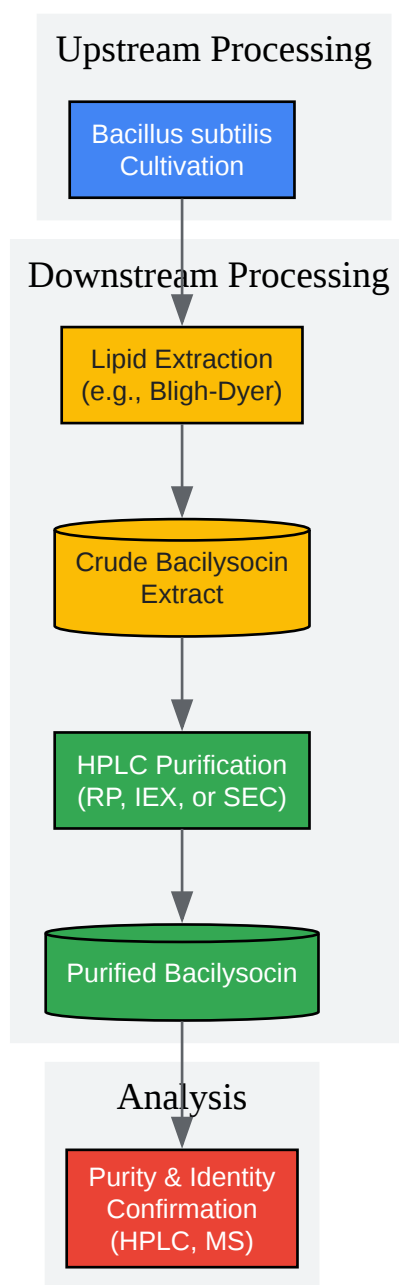 Upstream Processing
Bacillus subtilis
Cultivation
Downstream Processing
Lipid Extraction
(e.g., Bligh-Dyer)
Crude Bacilysocin
Extract
HPLC Purification
(RP, IEX, or SEC)
Purified Bacilysocin
Analysis
Purity & Identity
Confirmation
(HPLC, MS)